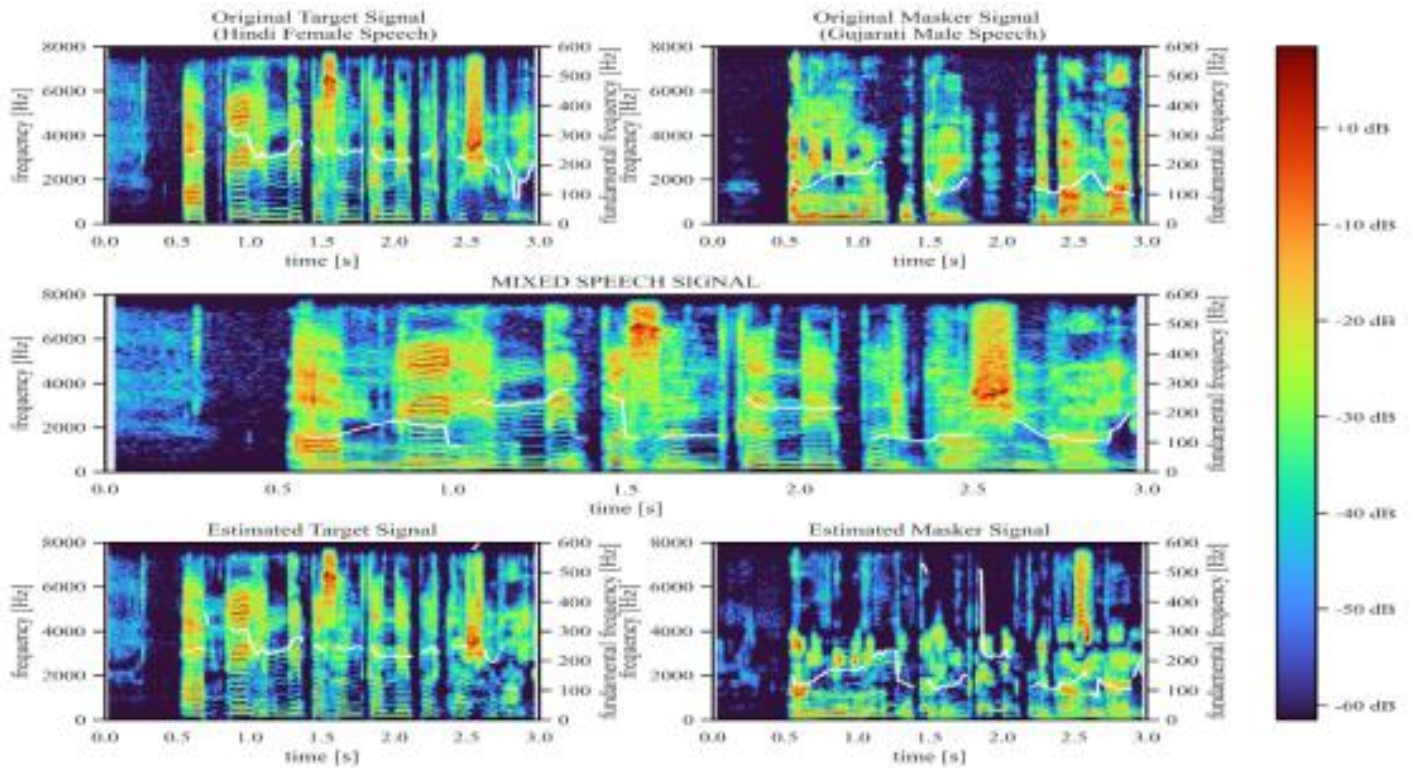 Original Target Signal
(Hindi Female Speech)
Original Masker Signal
(Gujarati Male Speech)
8000
6000
4000
2000
0
frequency [Hz]
600
500
400
300
200
100
0
fundamental frequency [Hz]
0.0 0.5 1.0 1.5 2.0 2.5 3.0
time [s]
8000
6000
4000
2000
0
frequency [Hz]
600
500
400
300
200
100
0
fundamental frequency [Hz]
0.0 0.5 1.0 1.5 2.0 2.5 3.0
time [s]
MIXED SPEECH SIGNAL
8000
6000
4000
2000
0
frequency [Hz]
600
500
400
300
200
100
0
fundamental frequency [Hz]
0.0 0.5 1.0 1.5 2.0 2.5 3.0
time [s]
Estimated Target Signal
8000
6000
4000
2000
0
frequency [Hz]
600
500
400
300
200
100
0
fundamental frequency [Hz]
0.0 0.5 1.0 1.5 2.0 2.5 3.0
time [s]
Estimated Masker Signal
8000
6000
4000
2000
0
frequency [Hz]
600
500
400
300
200
100
0
fundamental frequency [Hz]
0.0 0.5 1.0 1.5 2.0 2.5 3.0
time [s]
+0 dB
-10 dB
-20 dB
-30 dB
-40 dB
-50 dB
-60 dB